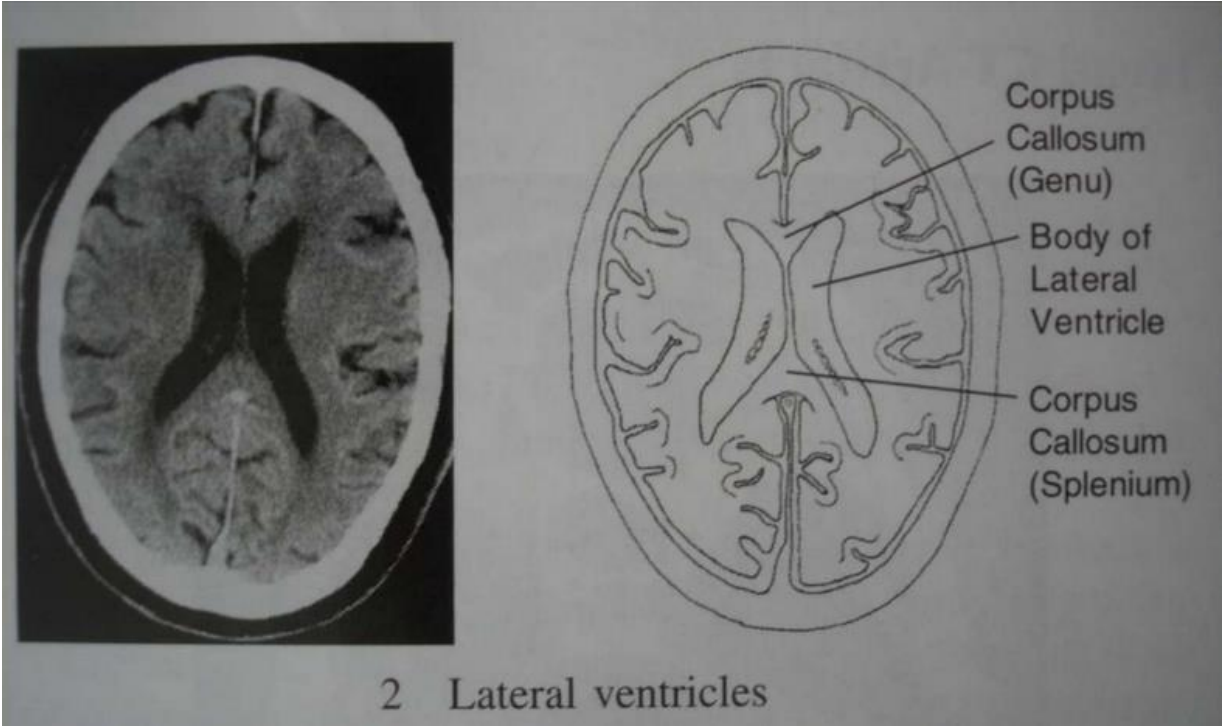 Corpus
Callosum
(Genu)
Body of
Lateral
Ventricle
Corpus
Callosum
(Splenium)
2 Lateral ventricles